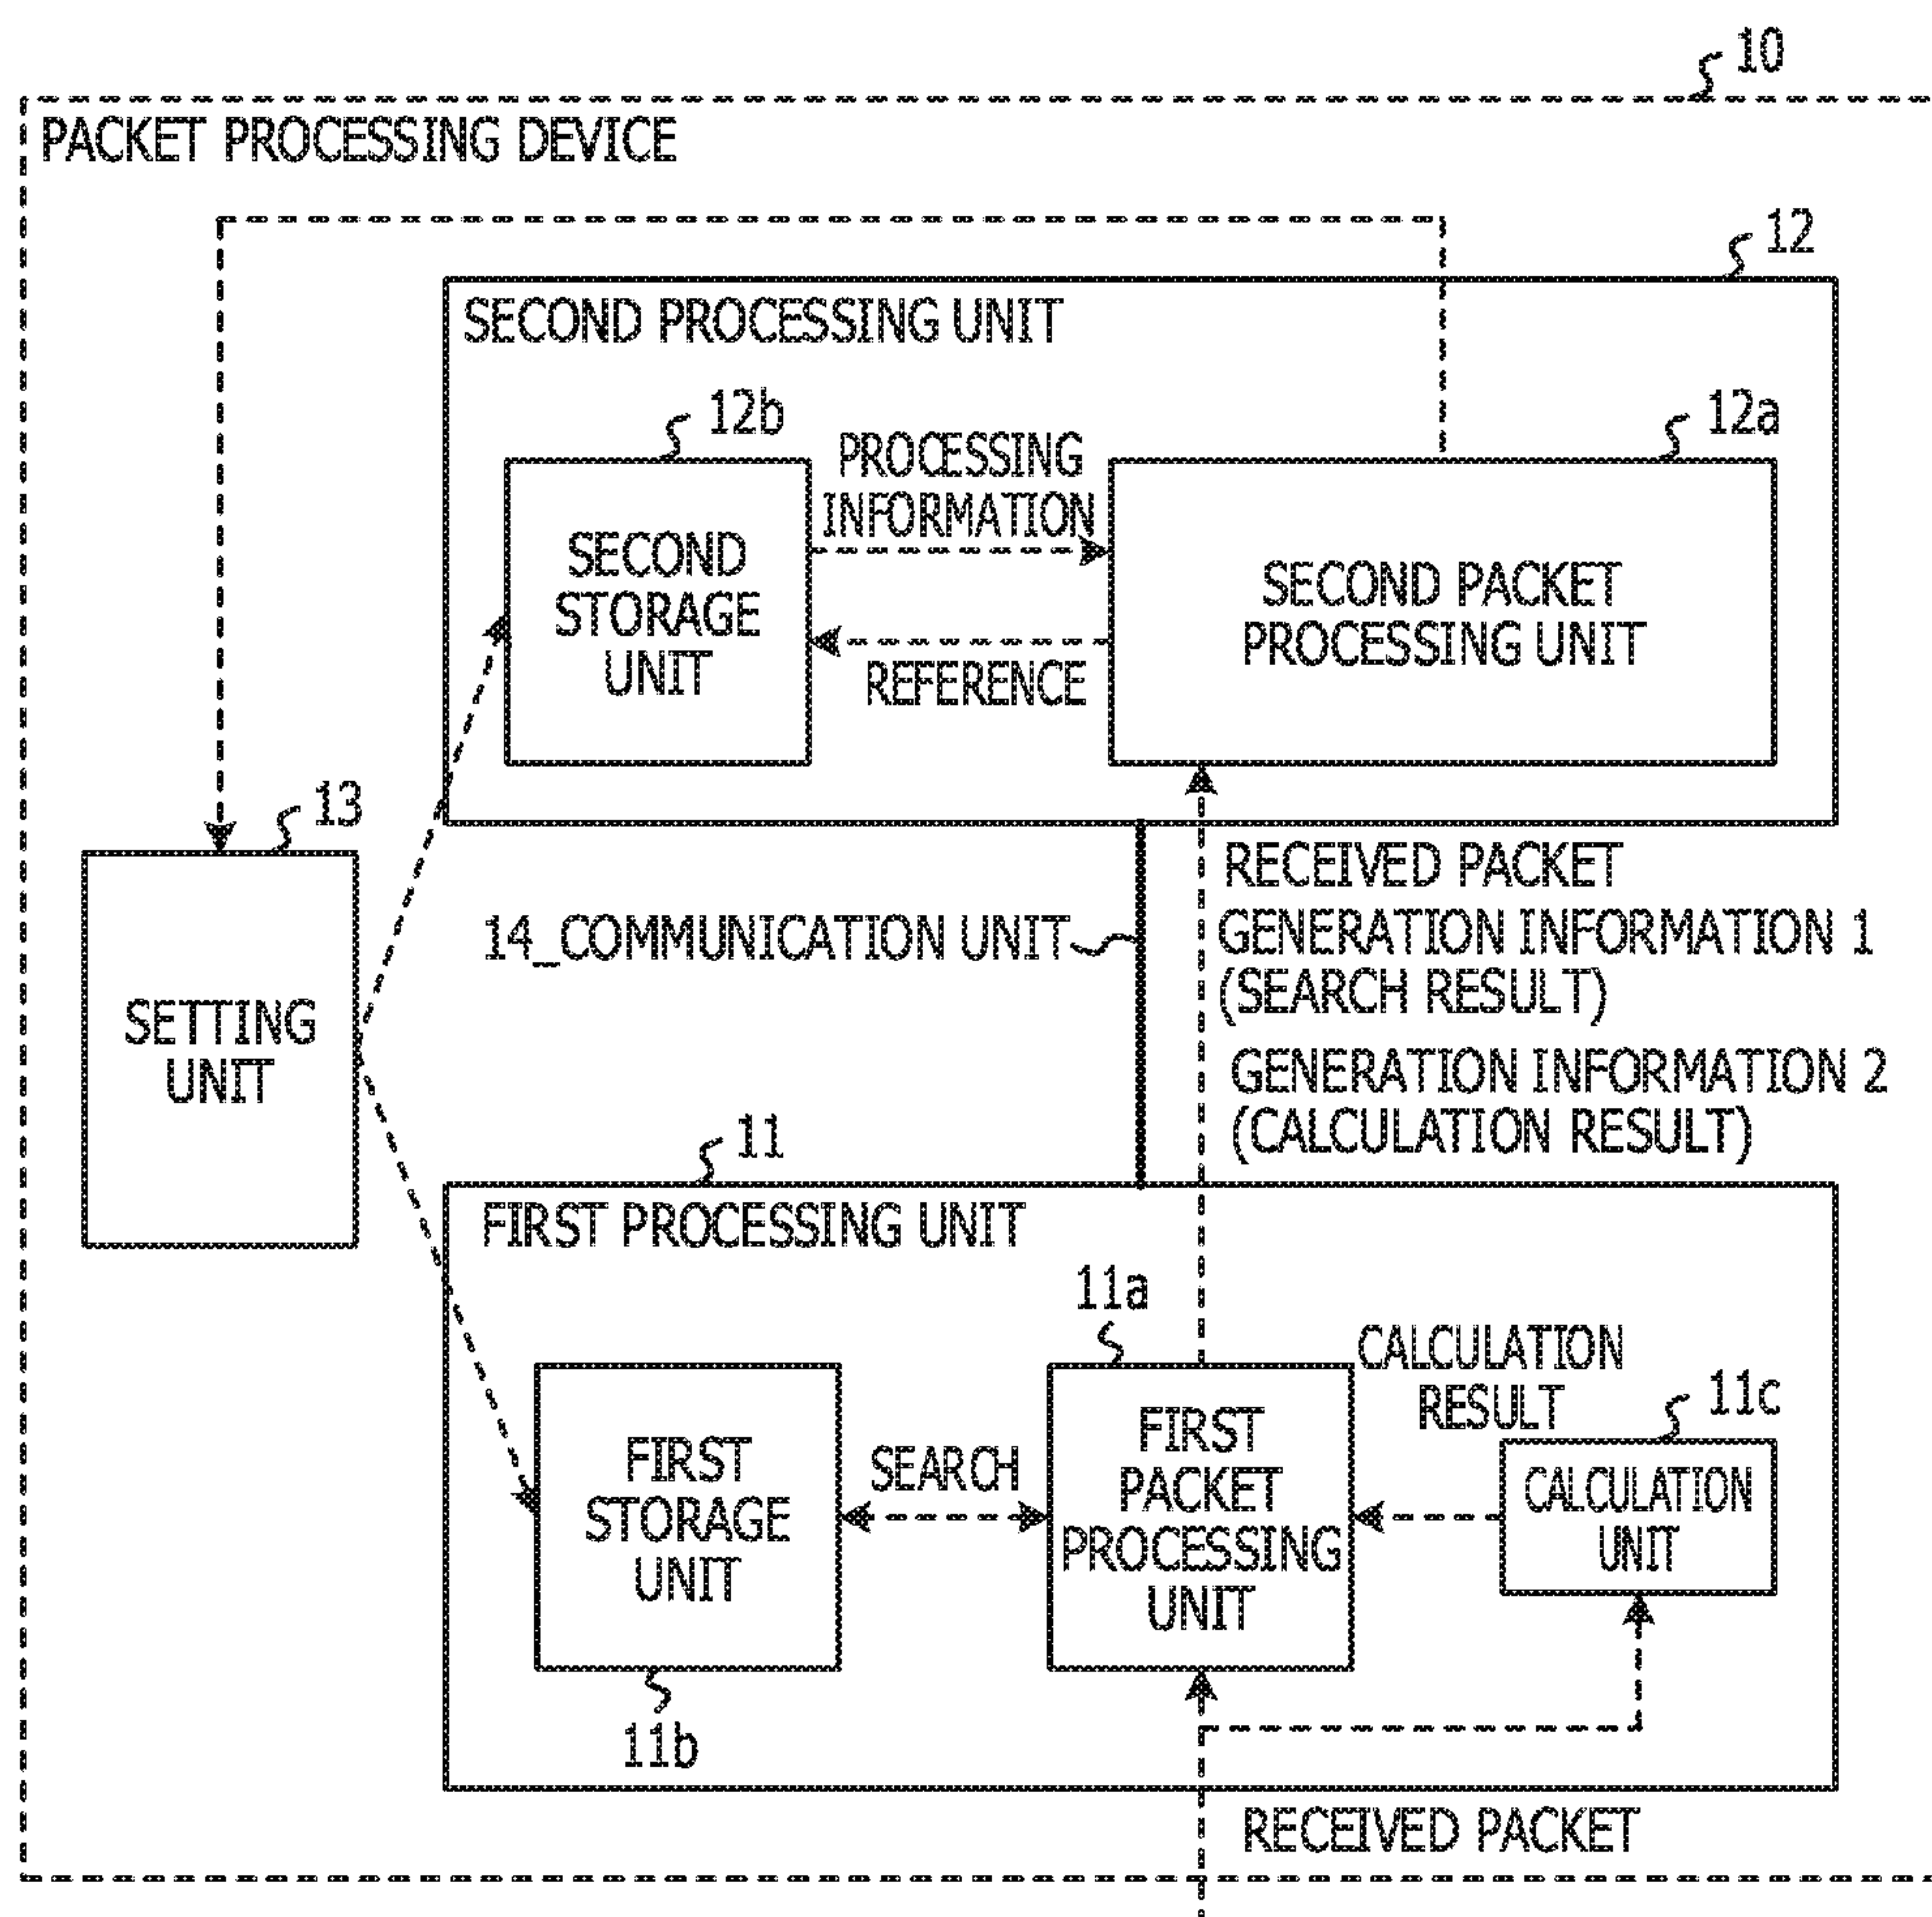 10
PACKET PROCESSING DEVICE
12
SECOND PROCESSING UNIT
12b
PROCESSING
INFORMATION
12a
SECOND
STORAGE
UNIT
SECOND PACKET
PROCESSING UNIT
REFERENCE
13
SETTING
UNIT
14_COMMUNICATION UNIT
RECEIVED PACKET
GENERATION INFORMATION 1
(SEARCH RESULT)
GENERATION INFORMATION 2
(CALCULATION RESULT)
11
FIRST PROCESSING UNIT
11a
CALCULATION
RESULT
11c
FIRST
STORAGE
UNIT
SEARCH
FIRST
PACKET
PROCESSING
UNIT
CALCULATION
UNIT
11b
RECEIVED PACKET